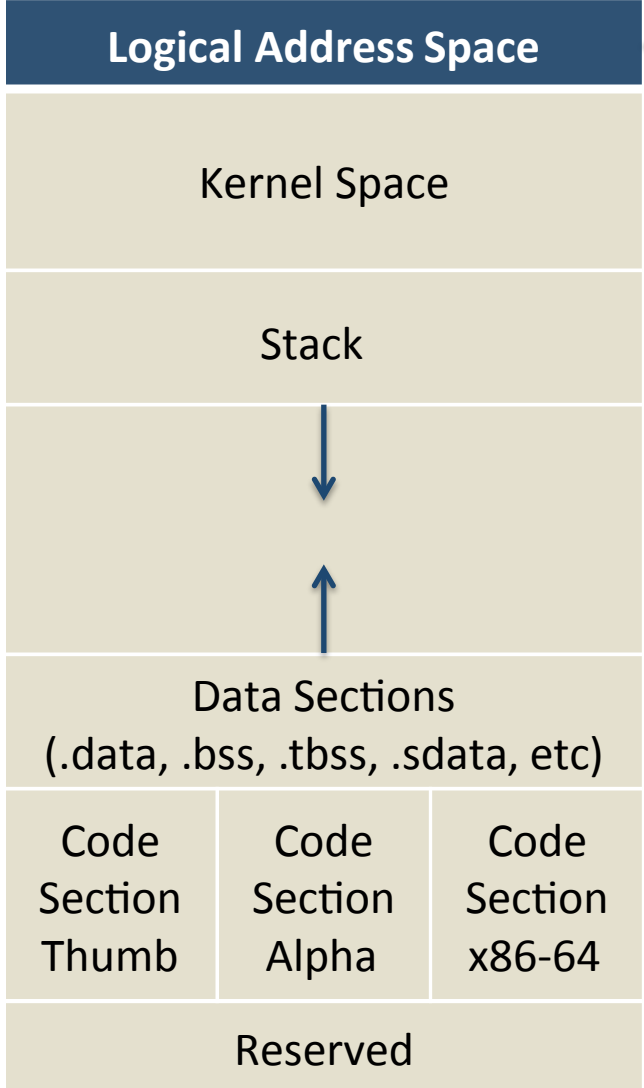 Logical Address Space
Kernel Space
Stack
Data Sections
(.data, .bss, .tbss, .sdata, etc)
Code
Section
Thumb
Code
Section
Alpha
Code
Section
x86-64
Reserved